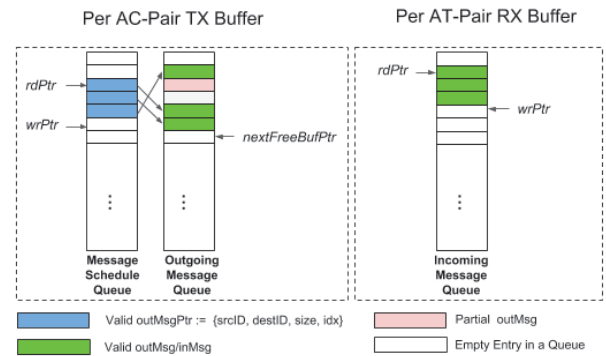 Per AC-Pair TX Buffer
Per AT-Pair RX Buffer
rdPtr
wrPtr
nextFreeBufPtr
rdPtr
wrPtr
⋮
⋮
⋮
Message
Schedule
Queue
Outgoing
Message
Queue
Incoming
Message
Queue
Valid outMsgPtr := {srcID, destID, size, idx}
Partial outMsg
Valid outMsg/inMsg
Empty Entry in a Queue